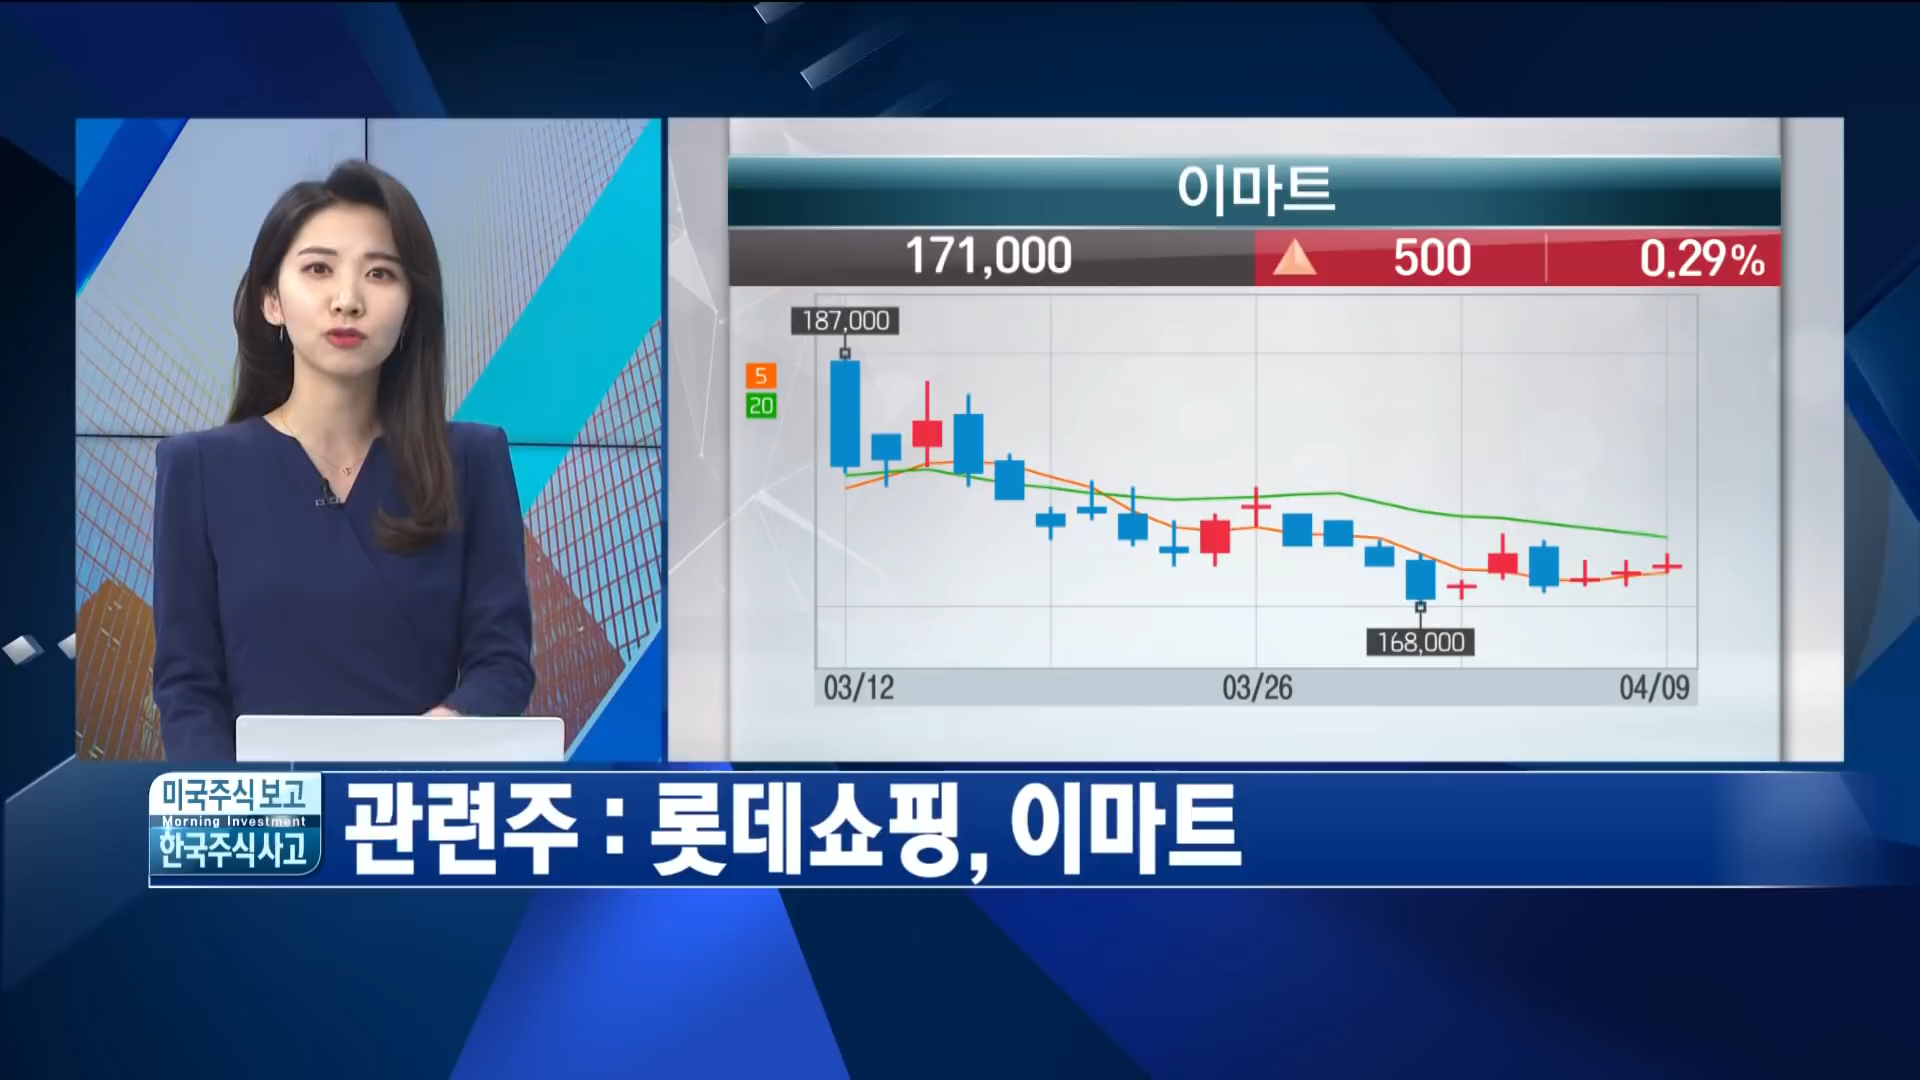 이마트
171,000 500 0.29%
187,000
5
20
168,000
03/12 03/26 04/09
미국주식 보고
Morning Investment
한국주식 사고
관련주 : 롯데쇼핑, 이마트